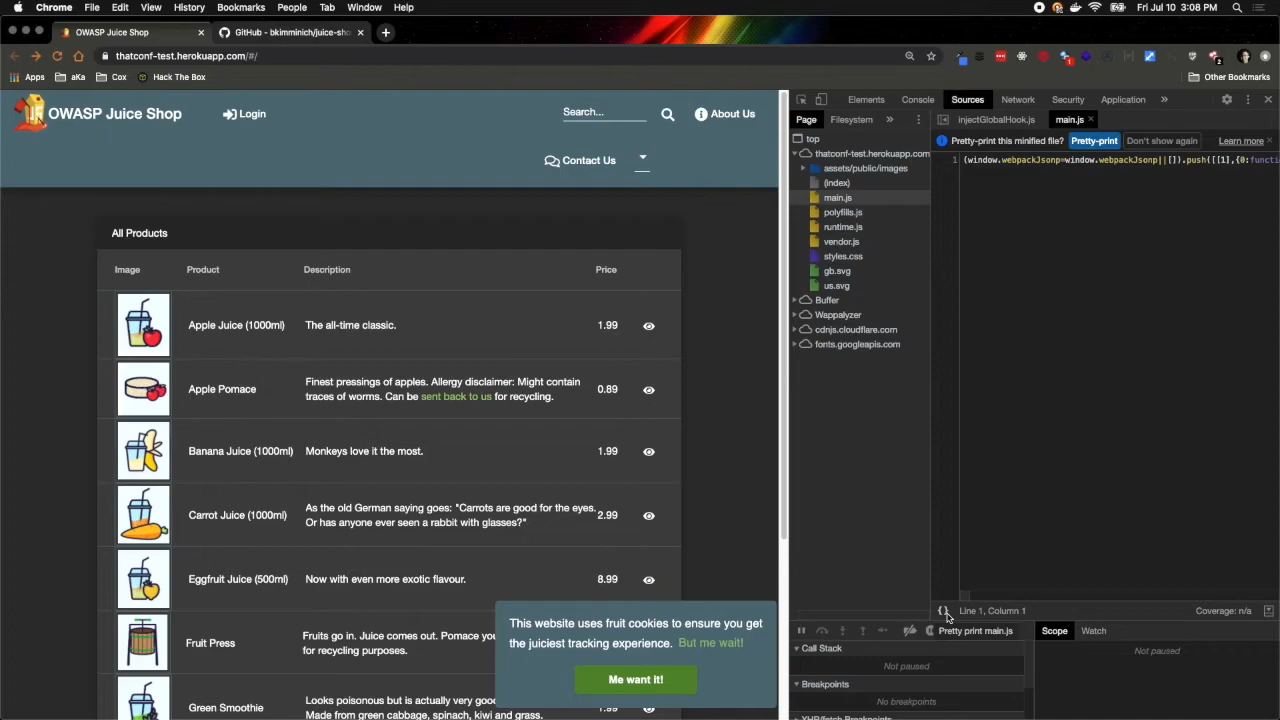 Chrome File Edit View History Bookmarks People Tab Window Help
Fri Jul 10 3:08 PM
OWASP Juice Shop
GitHub - bkimminich/juice-sho
thatconf-test.herokuapp.com/#/
Apps aKa Cox Hack The Box
Other Bookmarks
OWASP Juice Shop
Login
Search...
About Us
Contact Us
All Products
Image Product Description Price
Apple Juice (1000ml) The all-time classic. 1.99
Apple Pomace
Finest pressings of apples. Allergy disclaimer: Might contain
traces of worms. Can be sent back to us for recycling.
0.89
Banana Juice (1000ml) Monkeys love it the most. 1.99
Carrot Juice (1000ml)
As the old German saying goes: "Carrots are good for the eyes.
Or has anyone ever seen a rabbit with glasses?"
2.99
Eggfruit Juice (500ml) Now with even more exotic flavour. 8.99
Fruit Press
Fruits go in. Juice comes out. Pomace you
for recycling purposes.
Green Smoothie
Looks poisonous but is actually very goo
Made from green cabbage, spinach, kiwi and grass.
1.99
This website uses fruit cookies to ensure you get
the juiciest tracking experience. But me wait!
Me want it!
Elements Console Sources Network Security Application
Page Filesystem
injectGlobalHook.js main.js
top
thatconf-test.herokuapp.com
assets/public/images
(index)
main.js
polyfills.js
runtime.js
vendor.js
styles.css
gb.svg
us.svg
Buffer
Wappalyzer
cdnjs.cloudflare.com
fonts.googleapis.com
Pretty-print this minified file? Pretty-print Don't show again Learn more
1 (window.webpackJsonp=window.webpackJsonp||[]).push([[1],{0:functi
{} Line 1, Column 1 Coverage: n/a
Pretty print main.js
Scope Watch
Call Stack
Not paused
Not paused
Breakpoints
No breakpoints
XHR/fetch Breakpoints